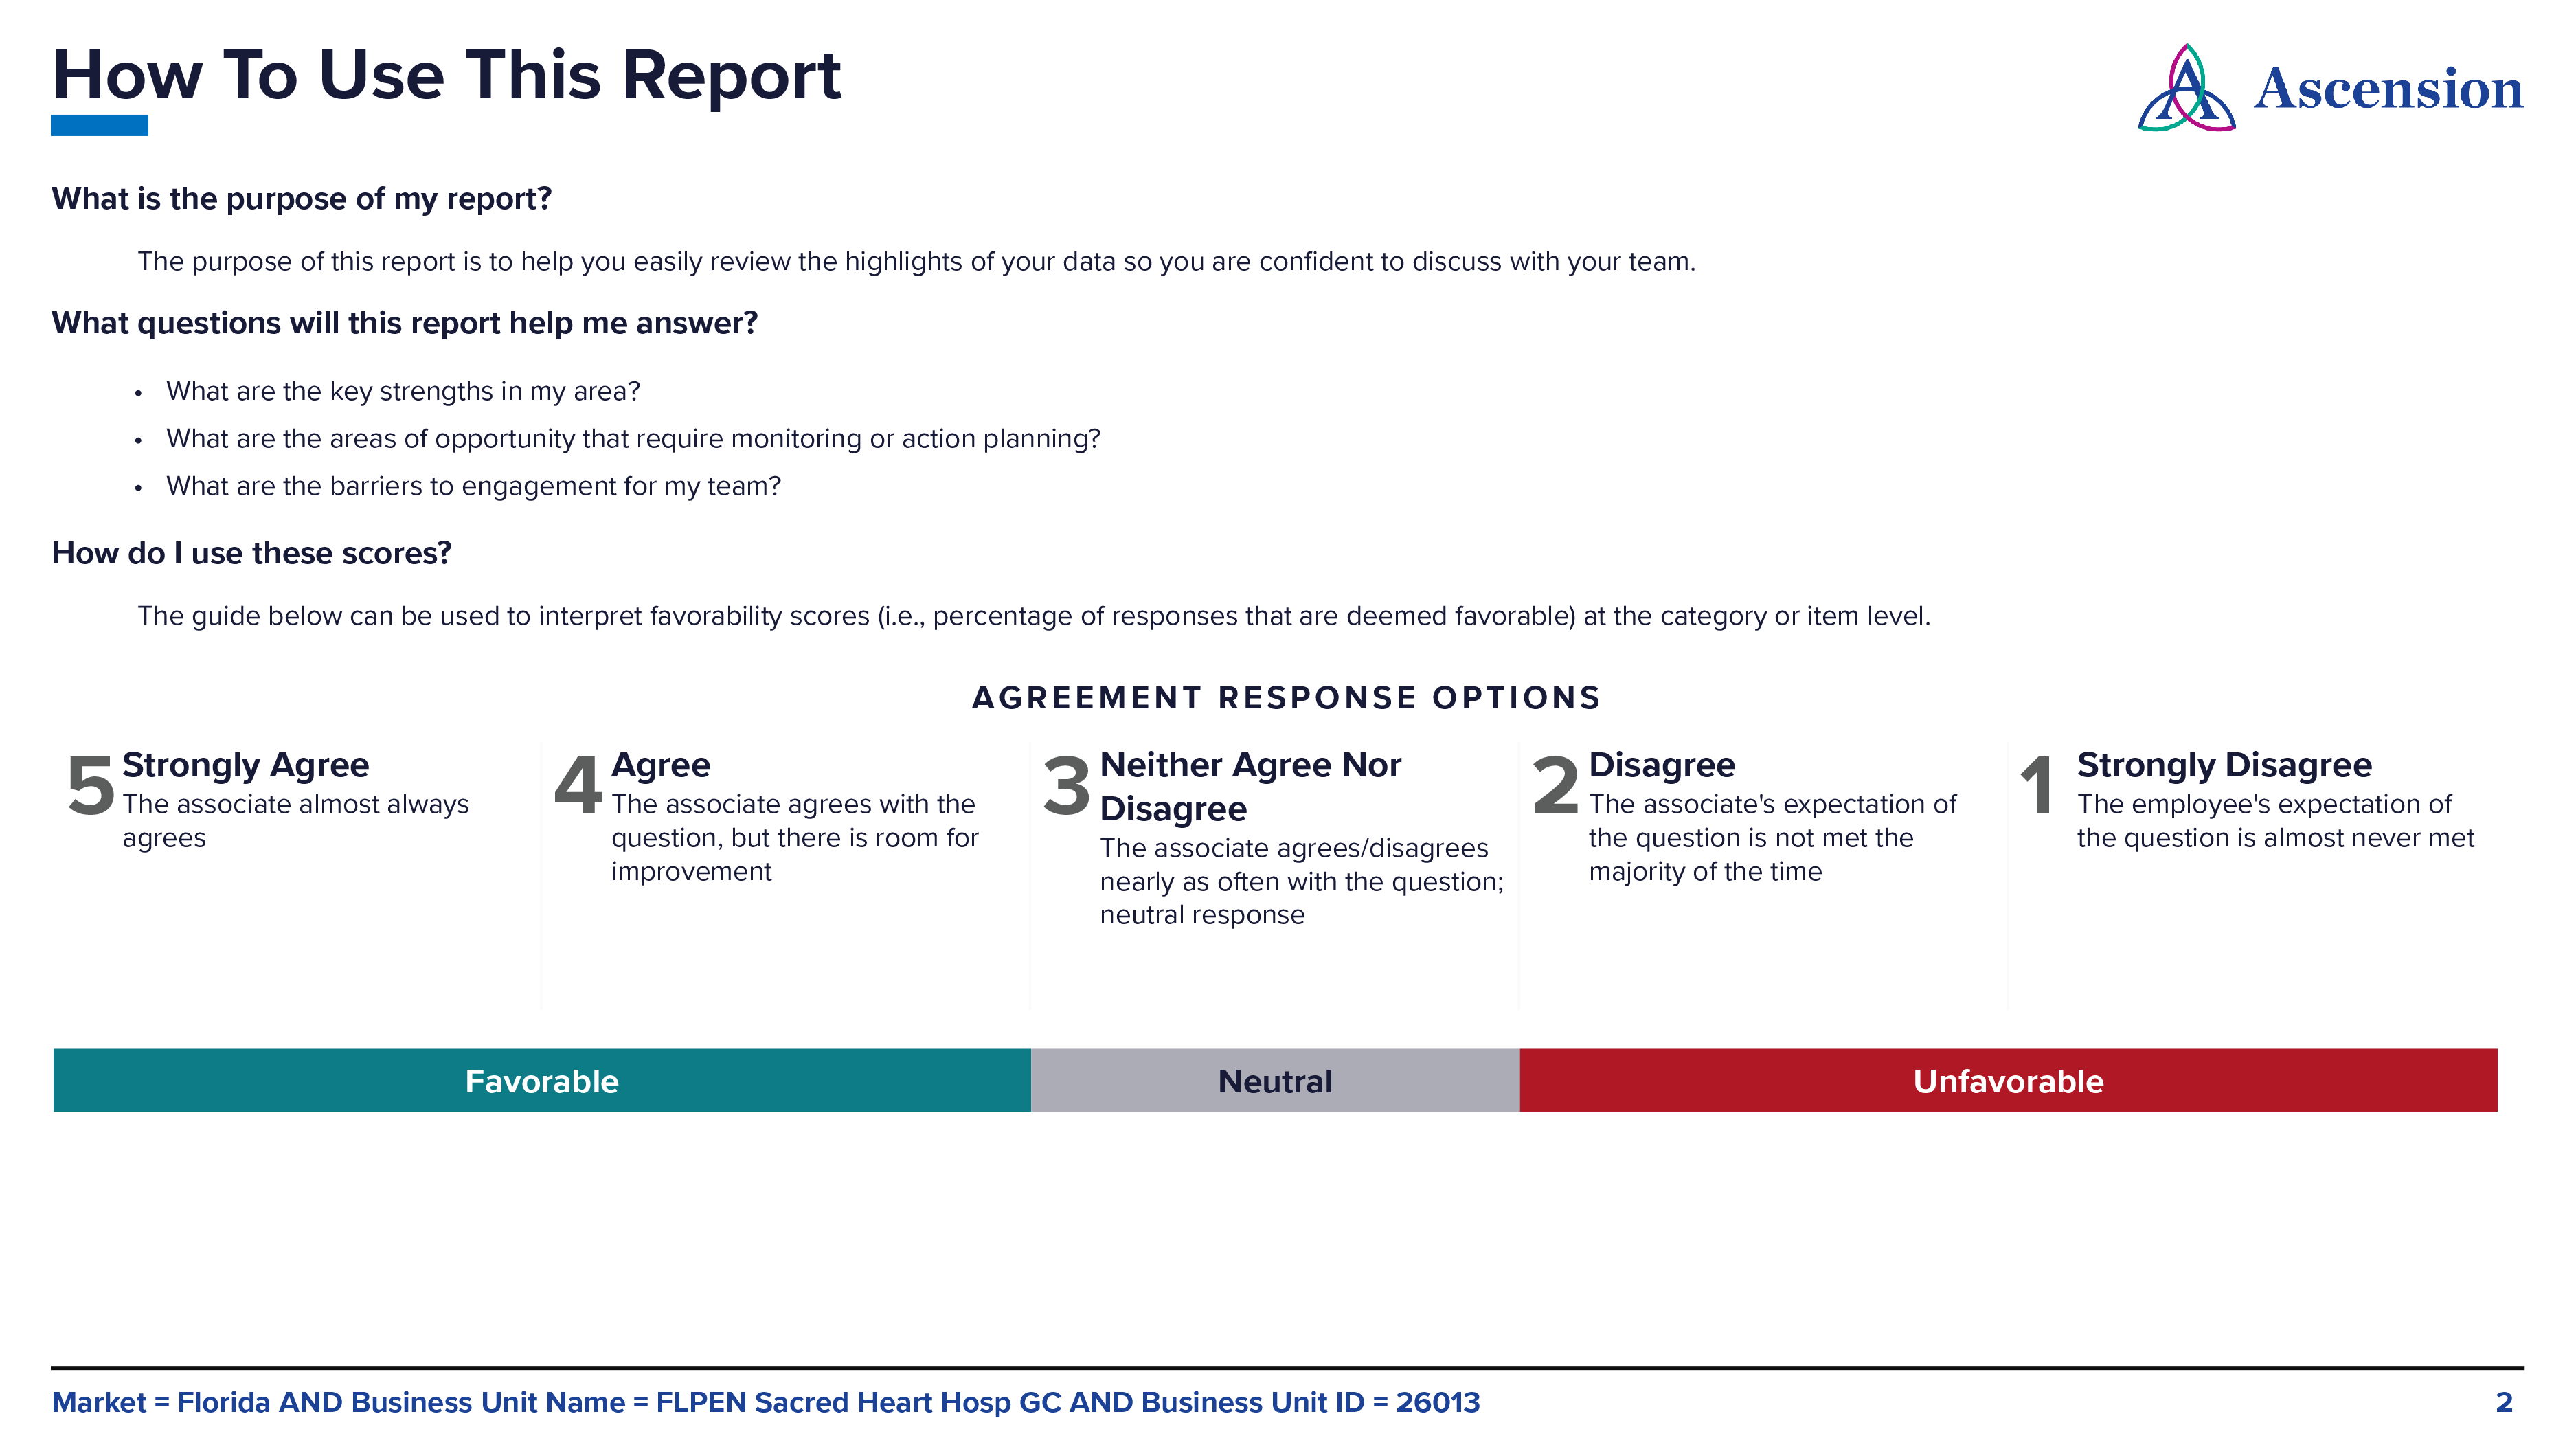 How To Use This Report
Ascension
What is the purpose of my report?
The purpose of this report is to help you easily review the highlights of your data so you are confident to discuss with your team.
What questions will this report help me answer?
• What are the key strengths in my area?
• What are the areas of opportunity that require monitoring or action planning?
• What are the barriers to engagement for my team?
How do I use these scores?
The guide below can be used to interpret favorability scores (i.e., percentage of responses that are deemed favorable) at the category or item level.
AGREEMENT RESPONSE OPTIONS
5 Strongly Agree
The associate almost always
agrees
4 Agree
The associate agrees with the
question, but there is room for
improvement
3 Neither Agree Nor
Disagree
The associate agrees/disagrees
nearly as often with the question;
neutral response
2 Disagree
The associate's expectation of
the question is not met the
majority of the time
1 Strongly Disagree
The employee's expectation of
the question is almost never met
Favorable
Neutral
Unfavorable
Market = Florida AND Business Unit Name = FLPEN Sacred Heart Hosp GC AND Business Unit ID = 26013
2